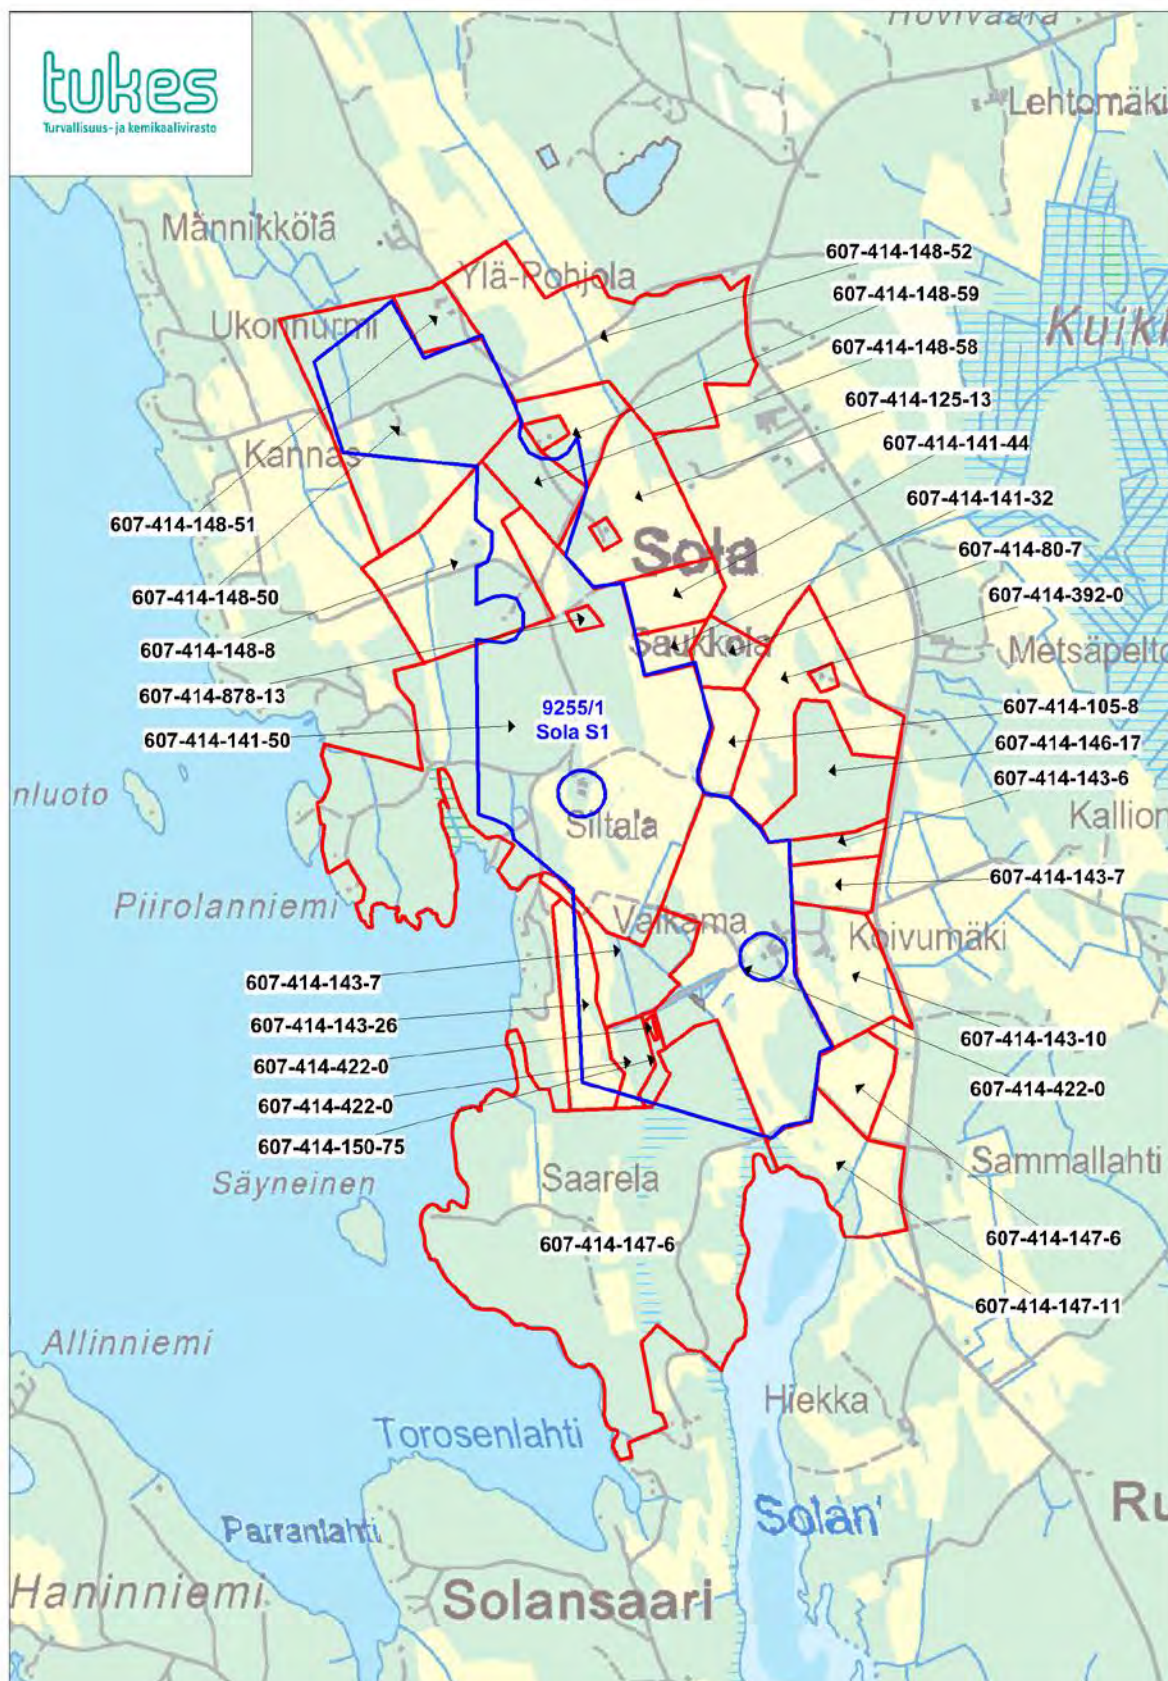 Hovivaara
tukes
Turvallisuus- ja kemikaalivirasto
Lehtomäki
Männikkölä
Ylä-Pohjola
607-414-148-52
607-414-148-59
Ukonnurmi
607-414-148-58
607-414-125-13
607-414-141-44
Kannas
607-414-141-32
607-414-148-51
Sola
607-414-80-7
607-414-148-50
607-414-392-0
607-414-148-8
Saukkola
Metsäpelto
607-414-878-13
9255/1
Sola S1
607-414-105-8
607-414-141-50
607-414-146-17
607-414-143-6
nluoto
Siltala
Kallion
607-414-143-7
Piirolanniemi
Valkama
Koivumäki
607-414-143-7
607-414-143-26
607-414-143-10
607-414-422-0
607-414-422-0
607-414-422-0
607-414-150-75
Sammallahti
Säyneinen
Saarela
607-414-147-6
607-414-147-6
607-414-147-11
Allinniemi
Hiekka
Torosenlahti
Ru
Solan
Parranlahti
Haninniemi
Solansaari